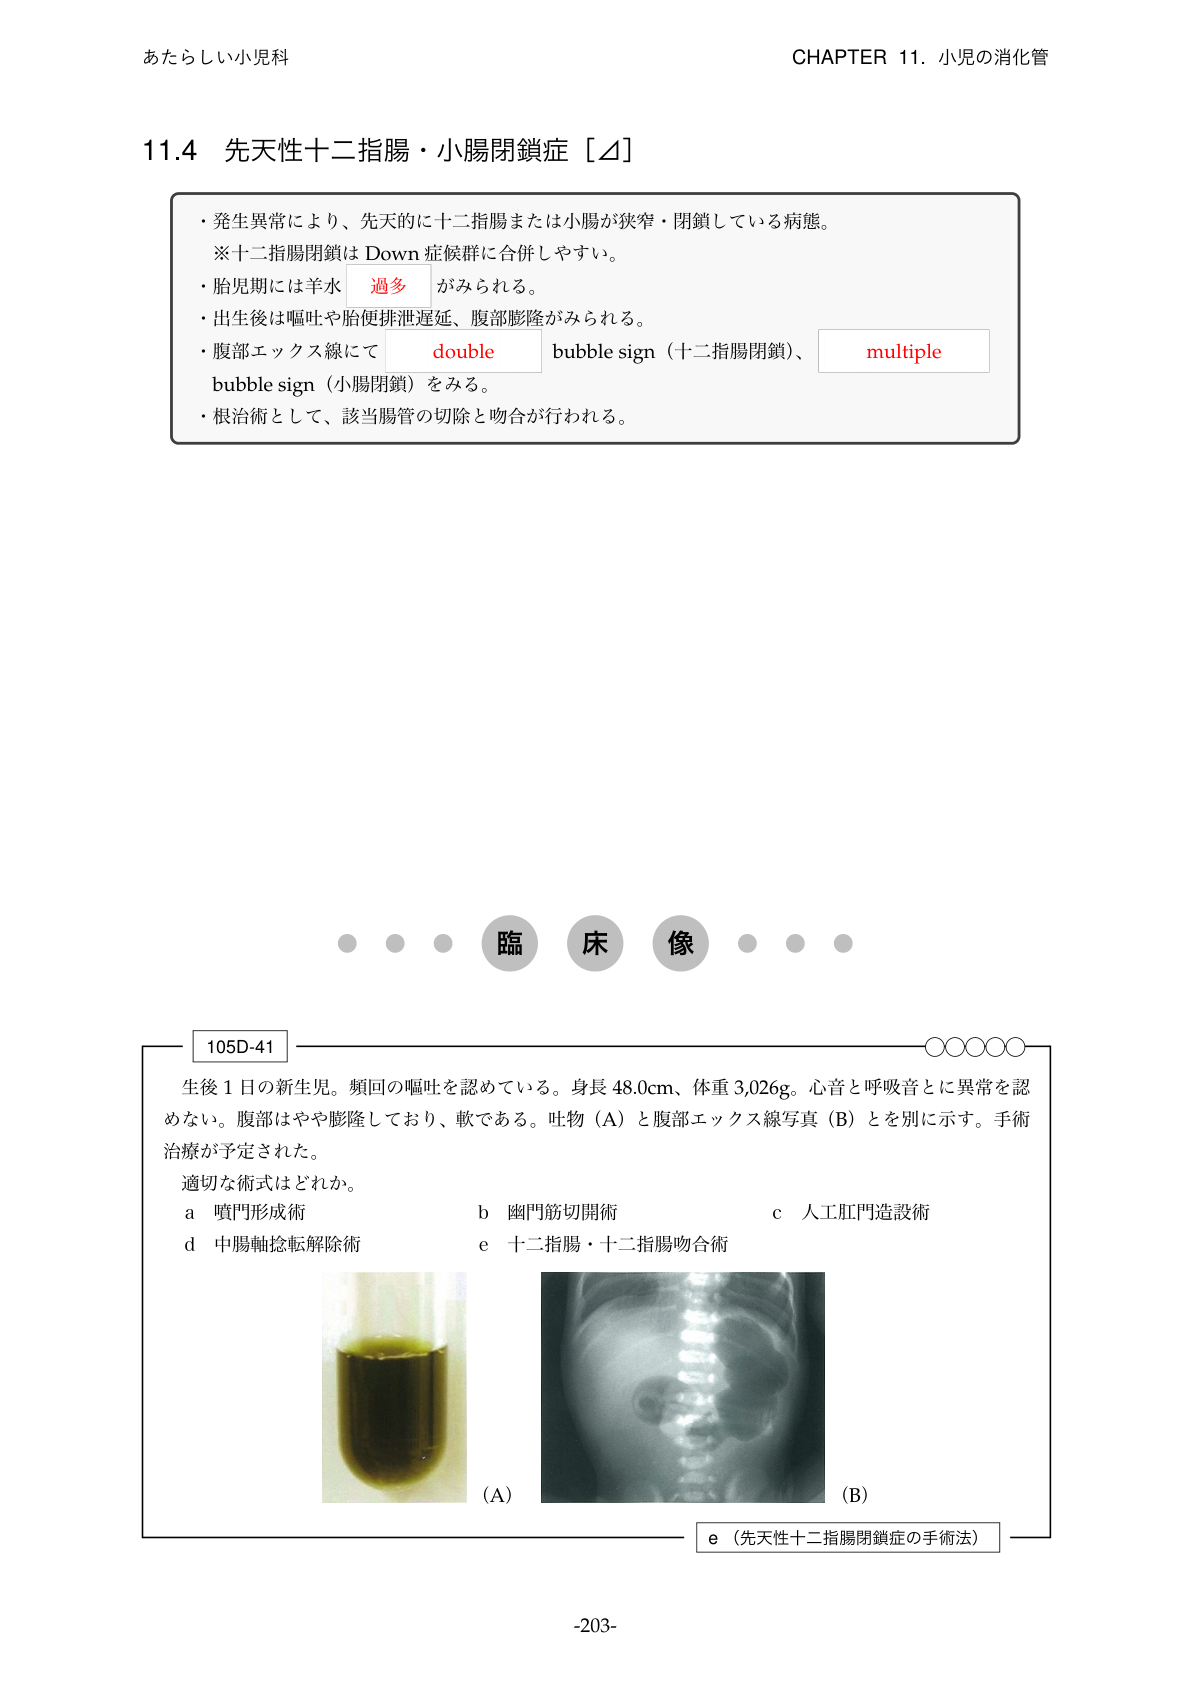 あたらしい小児科
CHAPTER 11. 小児の消化管
11.4 先天性十二指腸・小腸閉鎖症［⊿］
・発生異常により、先天的に十二指腸または小腸が狭窄・閉鎖している病態。
※十二指腸閉鎖は Down 症候群に合併しやすい。
・胎児期には羊水 過多 がみられる。
・出生後は嘔吐や胎便排泄遅延、腹部膨隆がみられる。
・腹部エックス線にて double bubble sign（十二指腸閉鎖）、 multiple
bubble sign（小腸閉鎖）をみる。
・根治術として、該当腸管の切除と吻合が行われる。
臨床像
105D-41
生後 1 日の新生児。頻回の嘔吐を認めている。身長 48.0cm、体重 3,026g。心音と呼吸音とに異常を認
めない。腹部はやや膨隆しており、軟である。吐物（A）と腹部エックス線写真（B）とを別に示す。手術
治療が予定された。
適切な術式はどれか。
a 噴門形成術 b 幽門筋切開術 c 人工肛門造設術
d 中腸軸捻転解除術 e 十二指腸・十二指腸吻合術
（A） （B）
e （先天性十二指腸閉鎖症の手術法）
-203-